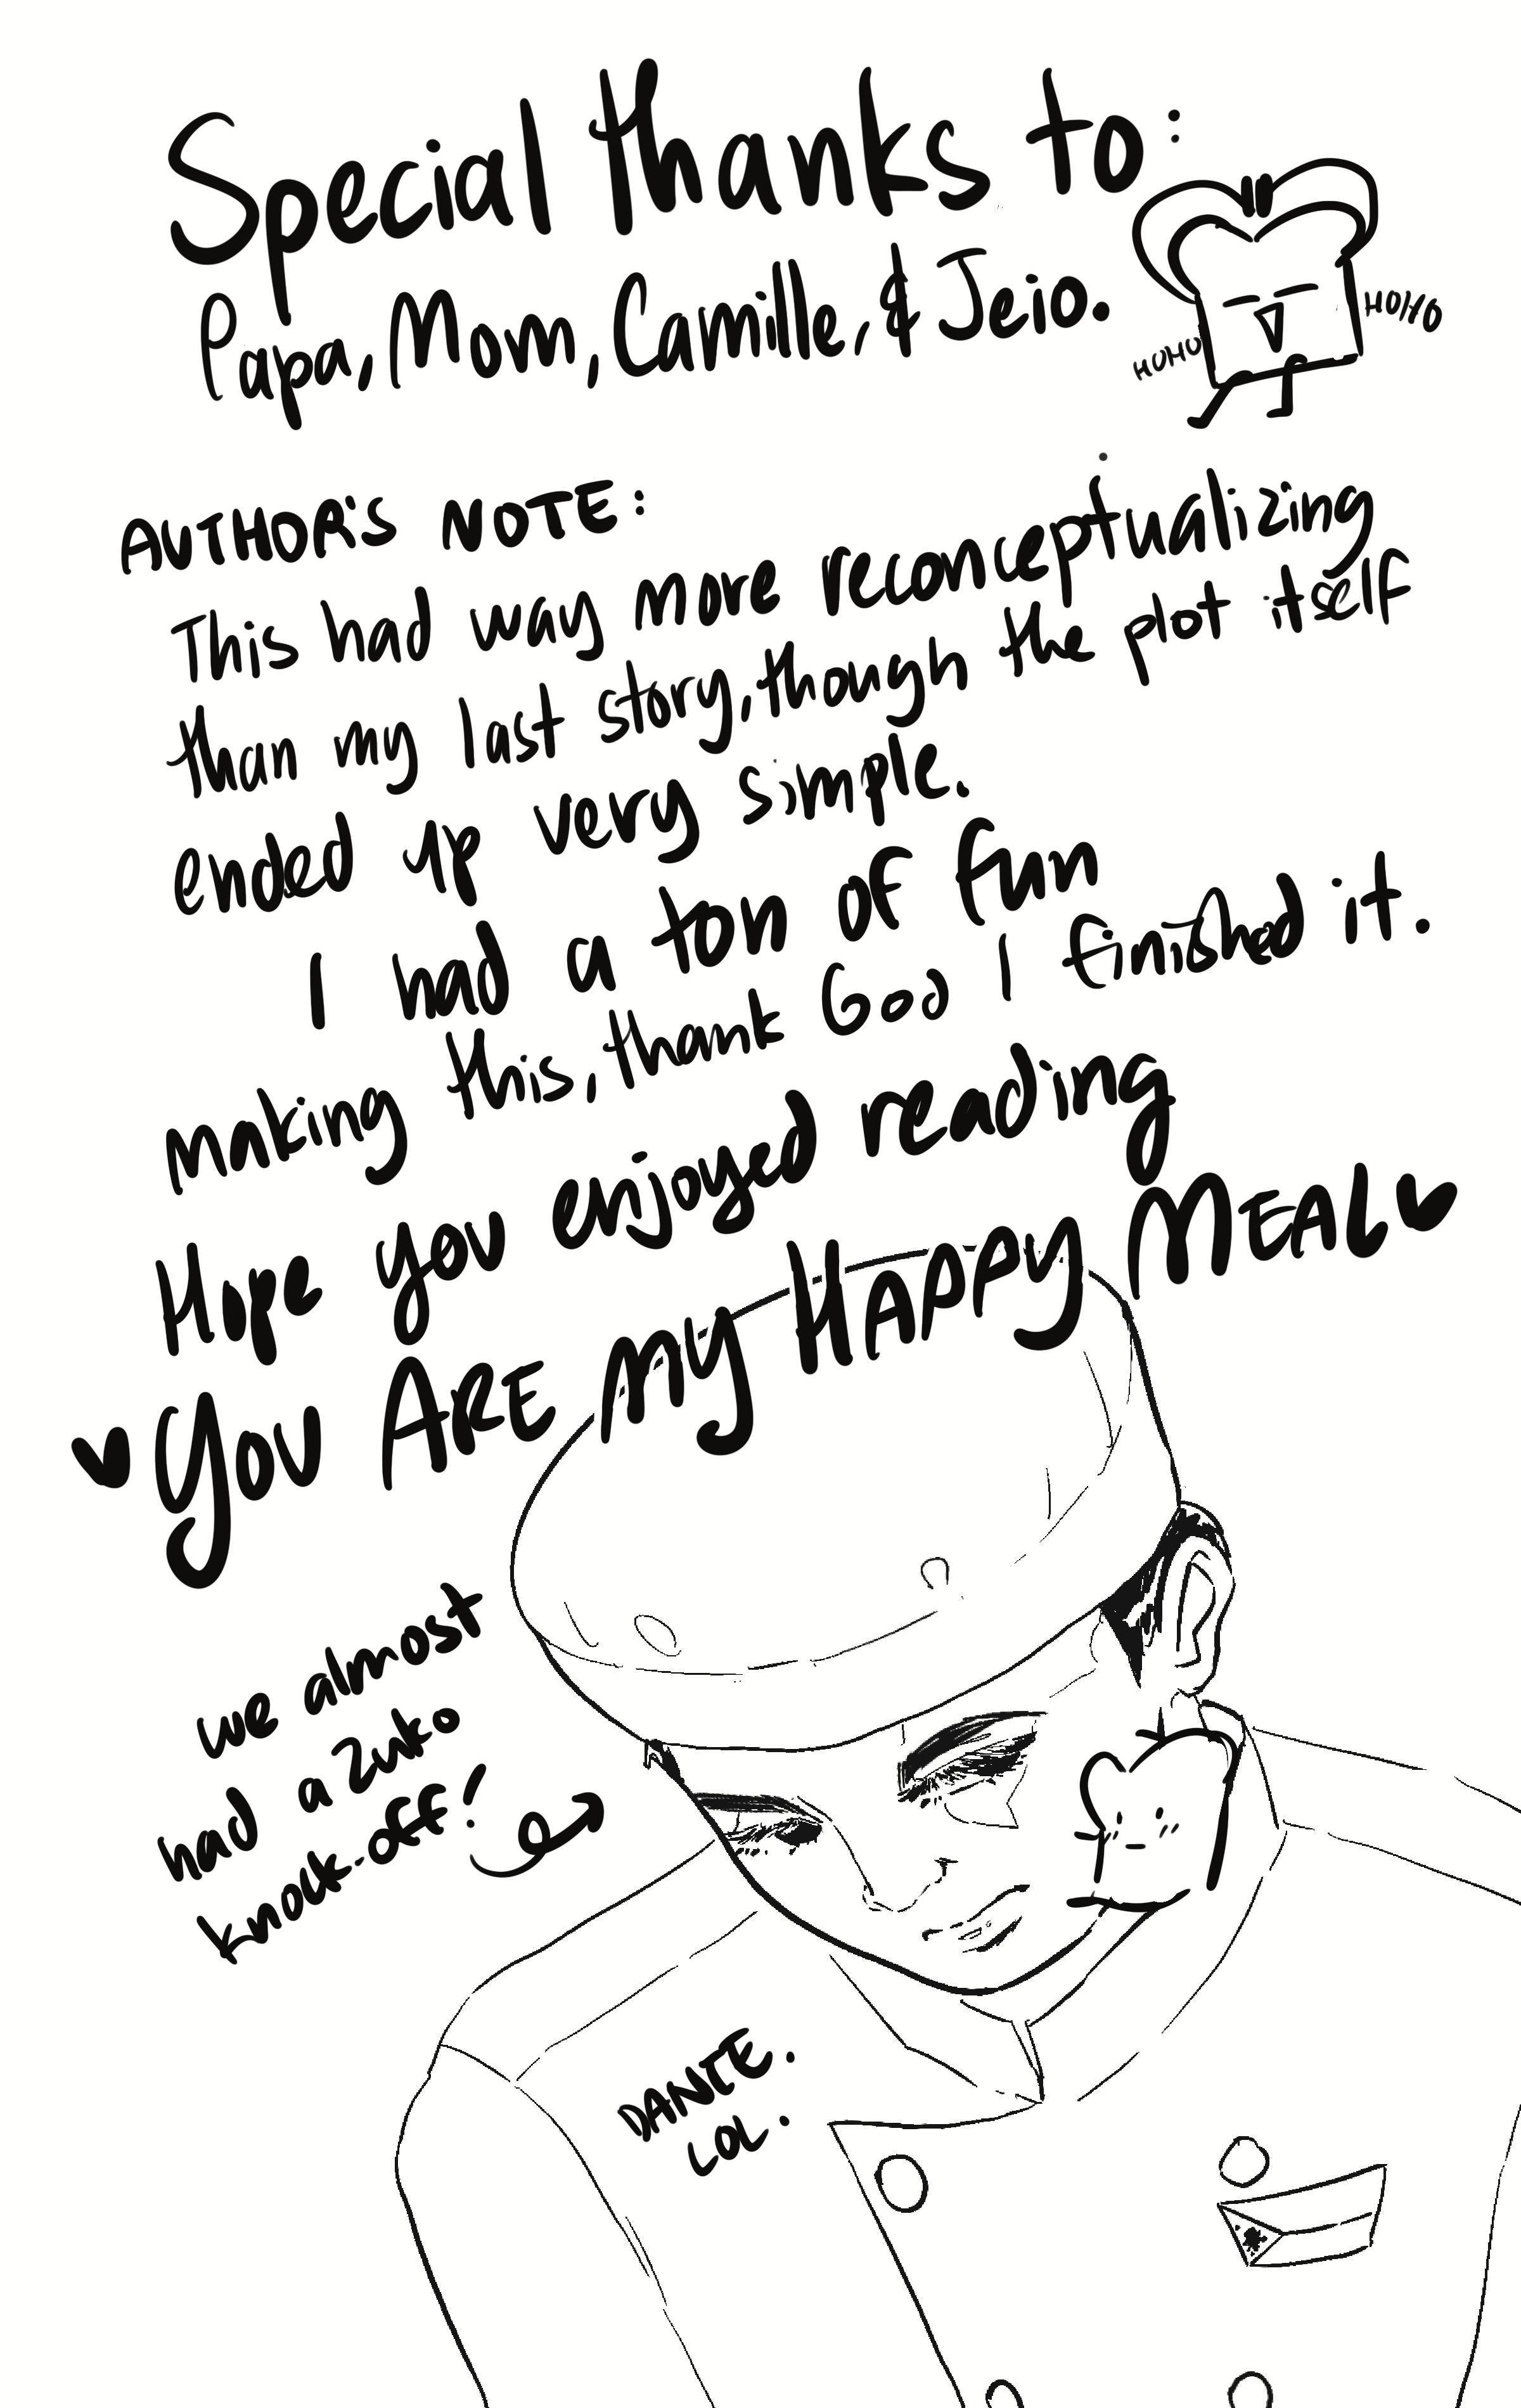 Special thanks to:
Papa, Mom, Camille, & Jeio.
HUHU
HOHO
AUTHOR'S NOTE:
This had way more reconceptualizing
than my last story, though the plot itself
ended up very simple.
I had a ton of fun
making this, thank God I finished it.
Hope you enjoyed reading
♥ YOU ARE MY HAPPY MEAL ♥
we almost
had a Zuko
knock-off!
DANTE.
LOL.